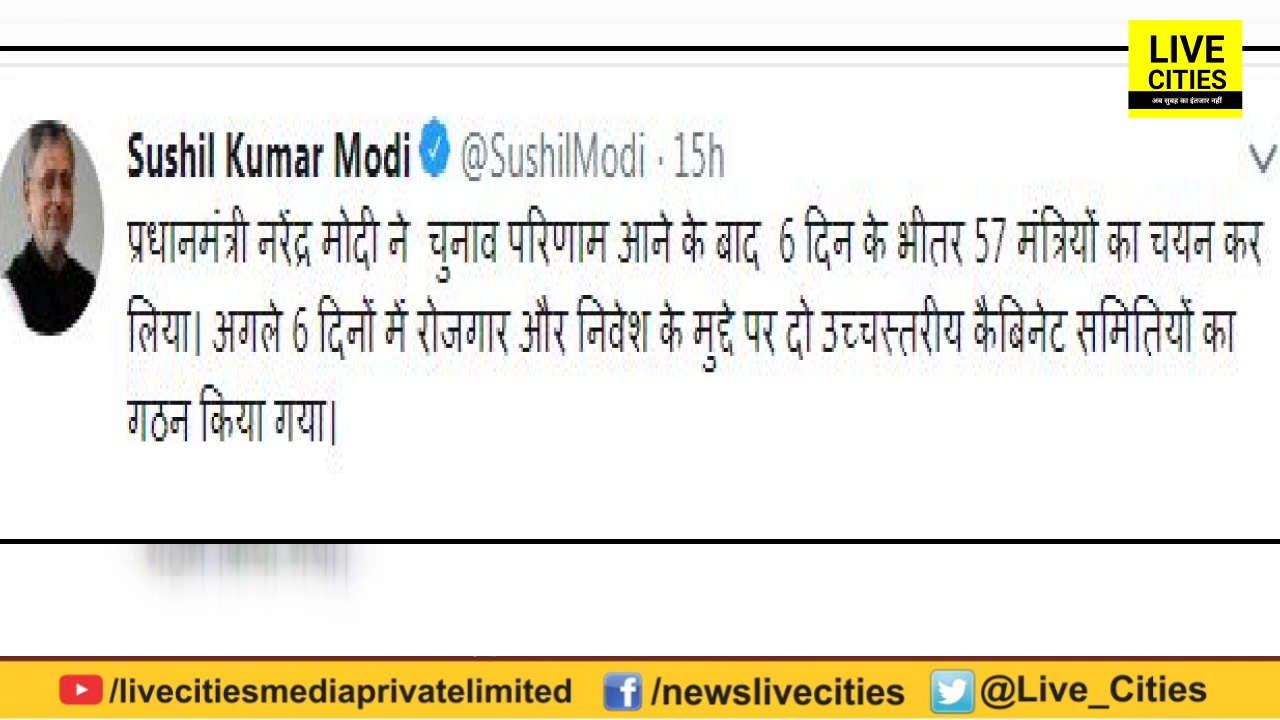 LIVE
CITIES
अब सुबह का इंतजार नहीं
Sushil Kumar Modi @SushilModi · 15h
प्रधानमंत्री नरेंद्र मोदी ने चुनाव परिणाम आने के बाद 6 दिन के भीतर 57 मंत्रियों का चयन कर
लिया। अगले 6 दिनों में रोजगार और निवेश के मुद्दे पर दो उच्चस्तरीय कैबिनेट समितियों का
गठन किया गया।
/livecitiesmediaprivatelimited /newslivecities @Live_Cities